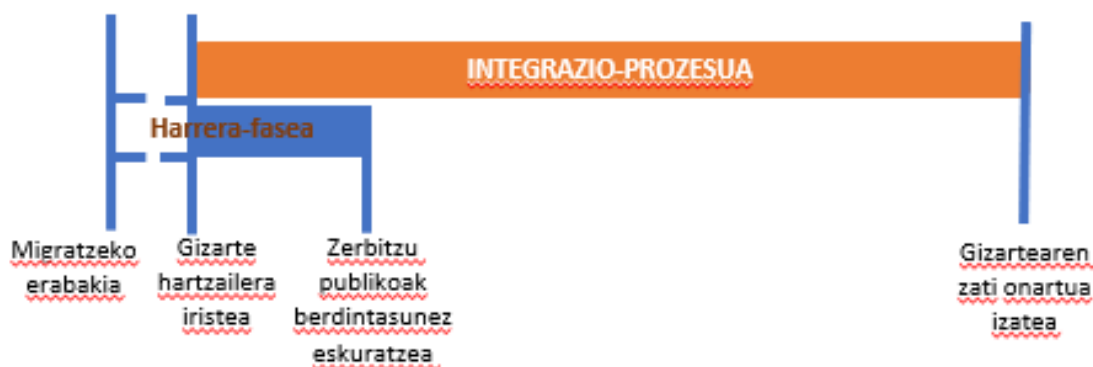 INTEGRAZIO-PROZESUA
Harrera-fasea
Migratzeko
erabakia
Gizarte
hartzailera
iristea
Zerbitzu
publikoak
berdintasunez
eskuratzea
Gizartearen
zati onartua
izatea